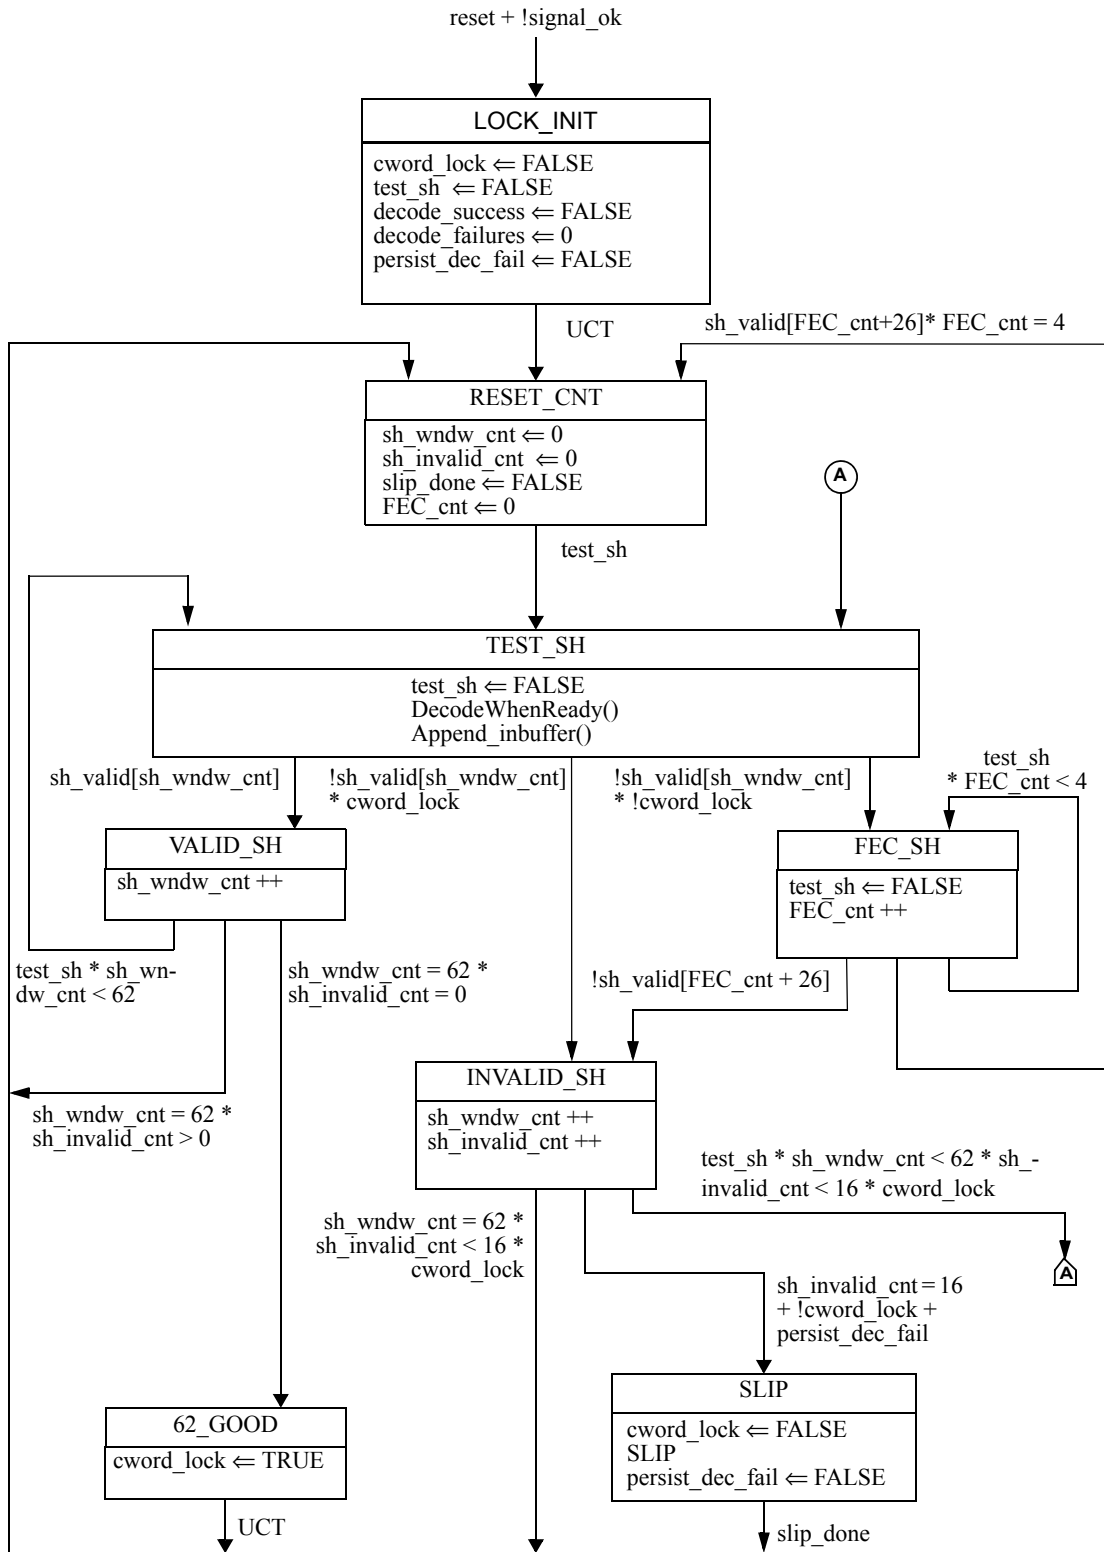 reset + !signal_ok
LOCK_INIT
cword_lock ⇐ FALSE
test_sh ⇐ FALSE
decode_success ⇐ FALSE
decode_failures ⇐ 0
persist_dec_fail ⇐ FALSE
UCT
sh_valid[FEC_cnt+26]* FEC_cnt = 4
RESET_CNT
sh_wndw_cnt ⇐ 0
sh_invalid_cnt ⇐ 0
slip_done ⇐ FALSE
FEC_cnt ⇐ 0
A
test_sh
TEST_SH
test_sh ⇐ FALSE
DecodeWhenReady()
Append_inbuffer()
sh_valid[sh_wndw_cnt]
!sh_valid[sh_wndw_cnt]
* cword_lock
!sh_valid[sh_wndw_cnt]
* !cword_lock
test_sh
* FEC_cnt < 4
VALID_SH
sh_wndw_cnt ++
FEC_SH
test_sh ⇐ FALSE
FEC_cnt ++
test_sh * sh_wn-
dw_cnt < 62
sh_wndw_cnt = 62 *
sh_invalid_cnt = 0
!sh_valid[FEC_cnt + 26]
INVALID_SH
sh_wndw_cnt ++
sh_invalid_cnt ++
sh_wndw_cnt = 62 *
sh_invalid_cnt > 0
test_sh * sh_wndw_cnt < 62 * sh_-
invalid_cnt < 16 * cword_lock
sh_wndw_cnt = 62 *
sh_invalid_cnt < 16 *
cword_lock
A
sh_invalid_cnt = 16
+ !cword_lock +
persist_dec_fail
SLIP
cword_lock ⇐ FALSE
SLIP
persist_dec_fail ⇐ FALSE
62_GOOD
cword_lock ⇐ TRUE
UCT
slip_done